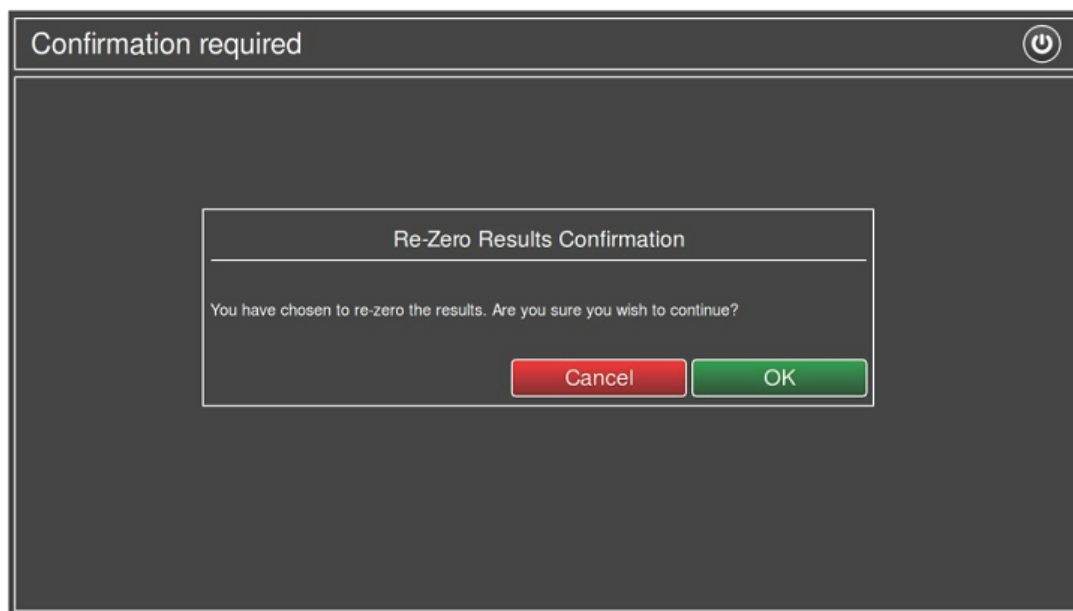 Confirmation required
Re-Zero Results Confirmation
You have chosen to re-zero the results. Are you sure you wish to continue?
Cancel
OK